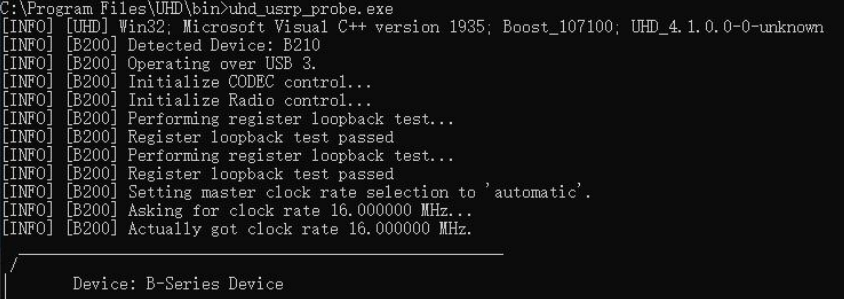 C:\Program Files\UHD\bin>uhd_usrp_probe.exe
[INFO] [UHD] Win32; Microsoft Visual C++ version 1935; Boost_107100; UHD_4.1.0.0-0-unknown
[INFO] [B200] Detected Device: B210
[INFO] [B200] Operating over USB 3.
[INFO] [B200] Initialize CODEC control...
[INFO] [B200] Initialize Radio control...
[INFO] [B200] Performing register loopback test...
[INFO] [B200] Register loopback test passed
[INFO] [B200] Performing register loopback test...
[INFO] [B200] Register loopback test passed
[INFO] [B200] Setting master clock rate selection to 'automatic'.
[INFO] [B200] Asking for clock rate 16.000000 MHz...
[INFO] [B200] Actually got clock rate 16.000000 MHz.
Device: B-Series Device